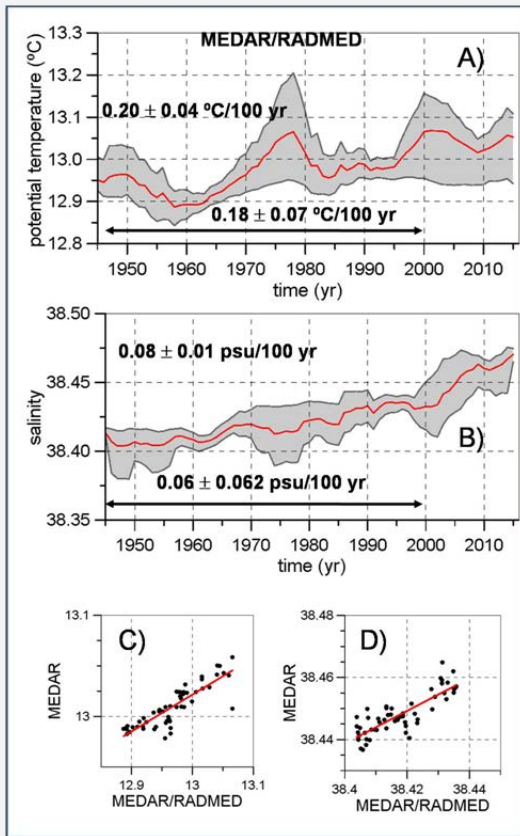 MEDAR/RADMED
A)
13.3
13.2
13.1
13.0
12.9
12.8
potential temperature (ºC)
0.20 ± 0.04 ºC/100 yr
0.18 ± 0.07 ºC/100 yr
1950 1960 1970 1980 1990 2000 2010
time (yr)
38.50
38.45
38.40
38.35
salinity
0.08 ± 0.01 psu/100 yr
B)
0.06 ± 0.062 psu/100 yr
1950 1960 1970 1980 1990 2000 2010
time (yr)
C)
13.1
13
MEDAR
12.9 13 13.1
MEDAR/RADMED
D)
38.48
38.46
38.44
MEDAR
38.4 38.42 38.44
MEDAR/RADMED